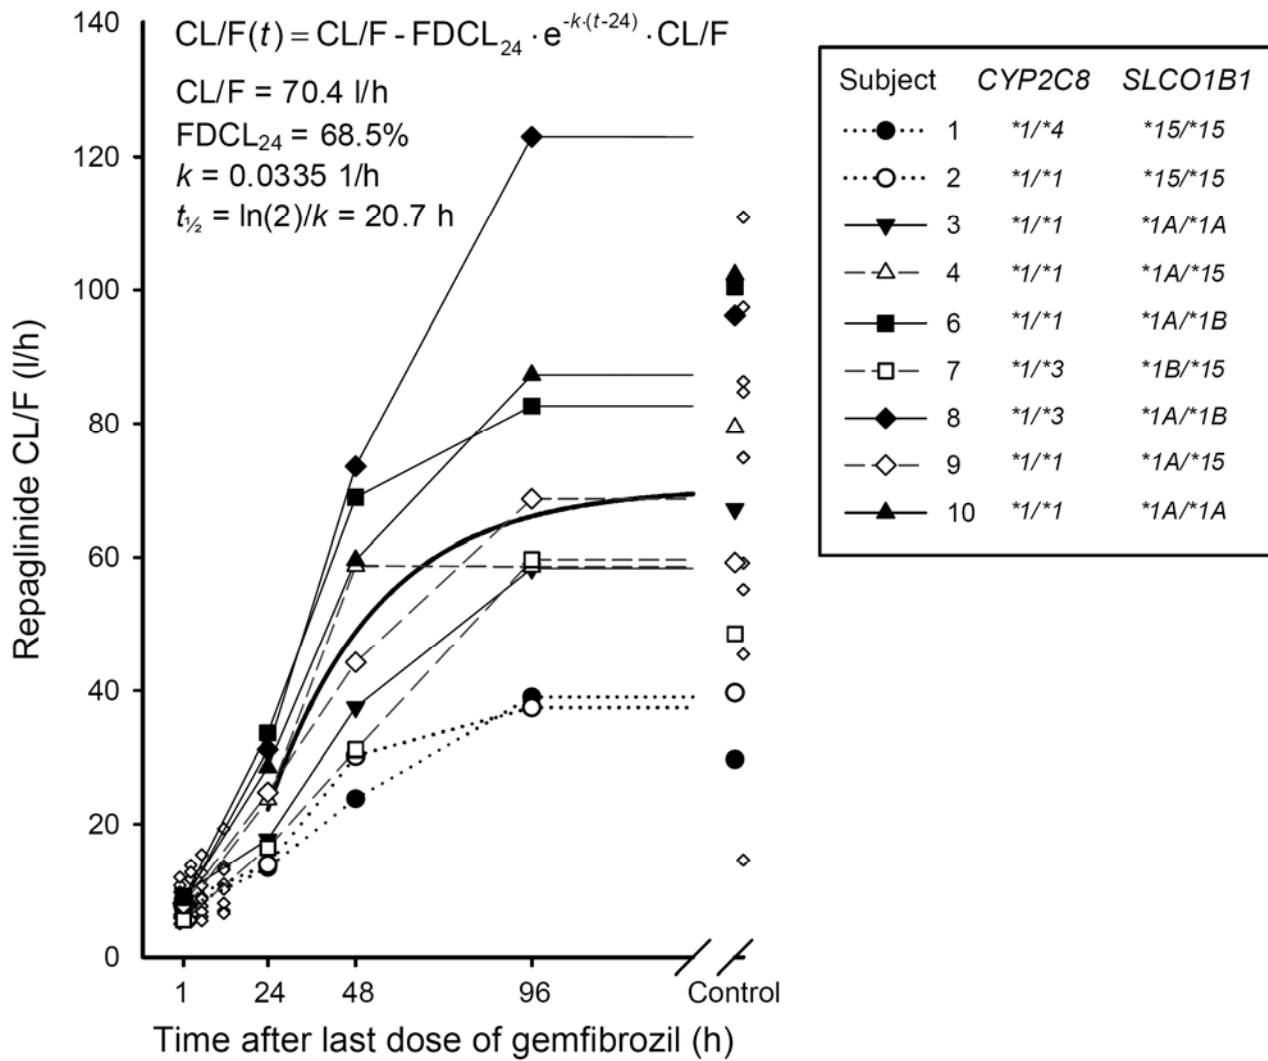 CL/F(t) = CL/F - FDCL24 · e^-k·(t-24) · CL/F
CL/F = 70.4 l/h
FDCL24 = 68.5%
k = 0.0335 1/h
t½ = ln(2)/k = 20.7 h
140
120
100
80
60
40
20
0
Repaglinide CL/F (l/h)
1 24 48 96 Control
Time after last dose of gemfibrozil (h)
Subject CYP2C8 SLCO1B1
1 *1/*4 *15/*15
2 *1/*1 *15/*15
3 *1/*1 *1A/*1A
4 *1/*1 *1A/*15
6 *1/*1 *1A/*1B
7 *1/*3 *1B/*15
8 *1/*3 *1A/*1B
9 *1/*1 *1A/*15
10 *1/*1 *1A/*1A